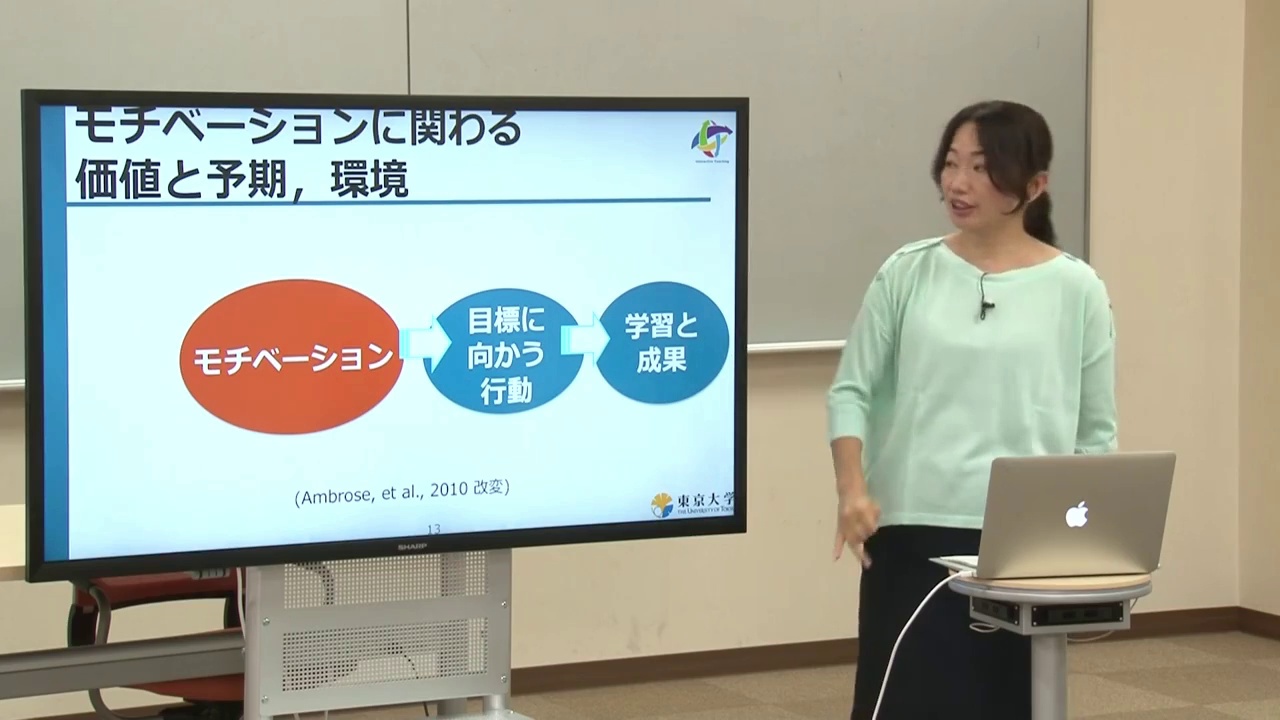 モチベーションに関わる
価値と予期，環境
モチベーション
目標に
向かう
行動
学習と
成果
(Ambrose, et al., 2010 改変)
13
東京大学
SHARP